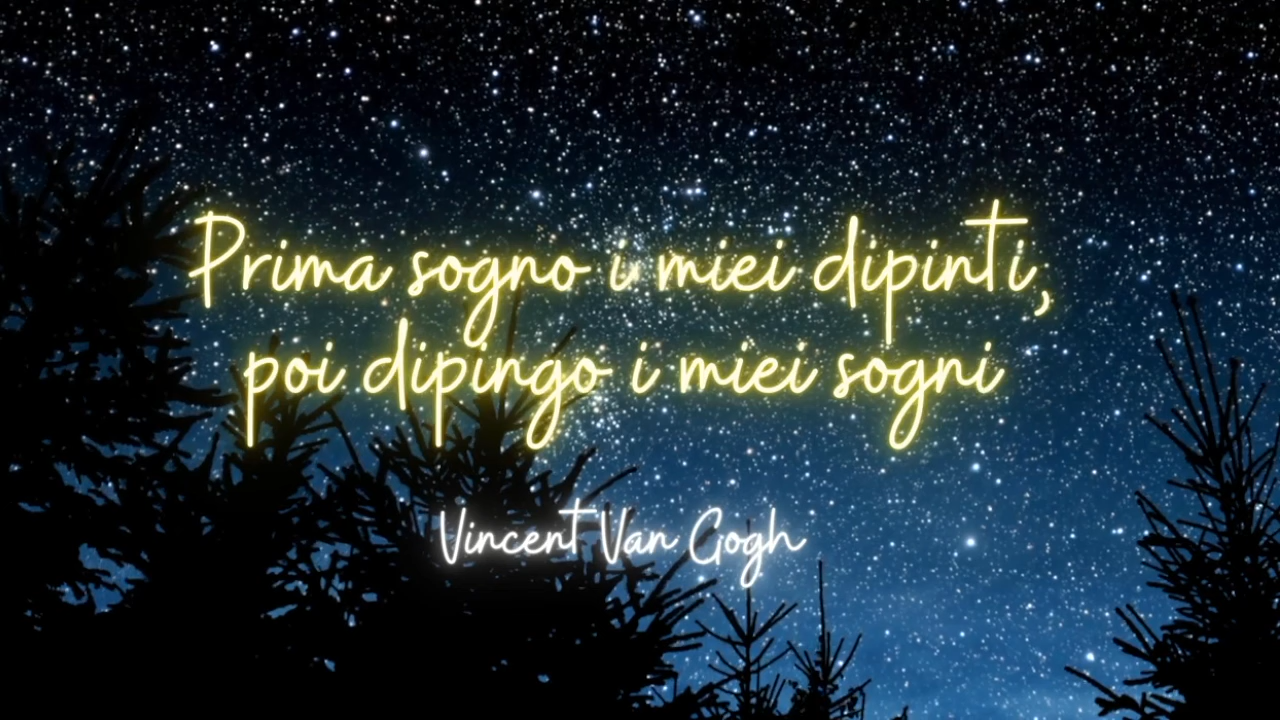 Prima sogno i miei dipinti,
poi dipingo i miei sogni
Vincent Van Gogh